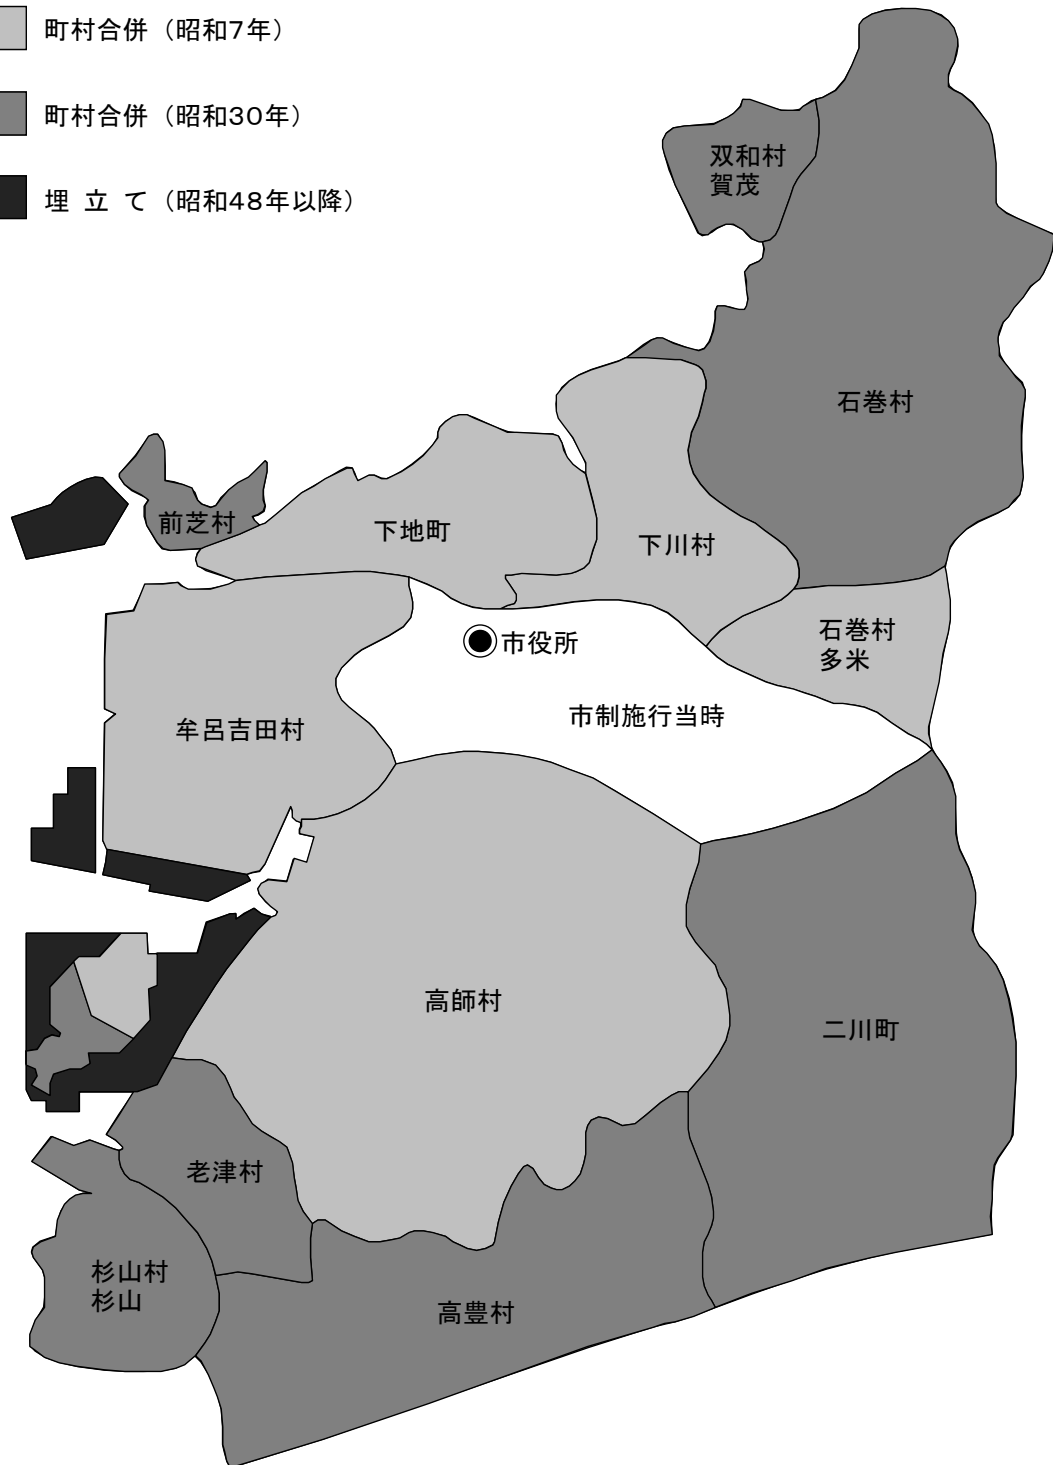 町村合併（昭和7年）
町村合併（昭和30年）
埋立て（昭和48年以降）
双和村
賀茂
石巻村
前芝村
下地町
下川村
石巻村
多米
市役所
市制施行当時
牟呂吉田村
高師村
二川町
老津村
杉山村
杉山
高豊村